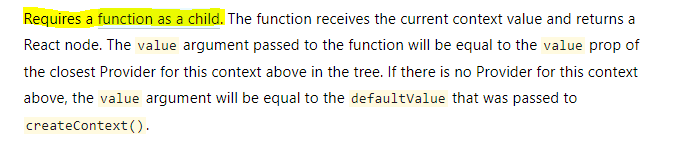 Requires a function as a child. The function receives the current context value and returns a
React node. The value argument passed to the function will be equal to the value prop of
the closest Provider for this context above in the tree. If there is no Provider for this context
above, the value argument will be equal to the defaultValue that was passed to
createContext().